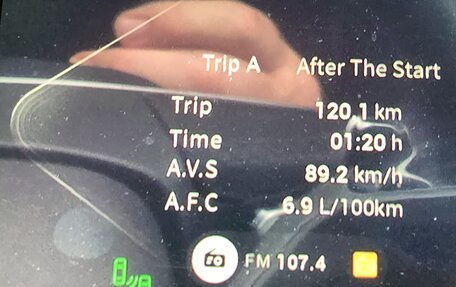 Trip A After The Start
Trip 120.1 km
Time 01:20 h
A.V.S 89.2 km/h
A.F.C 6.9 L/100km
FM 107.4